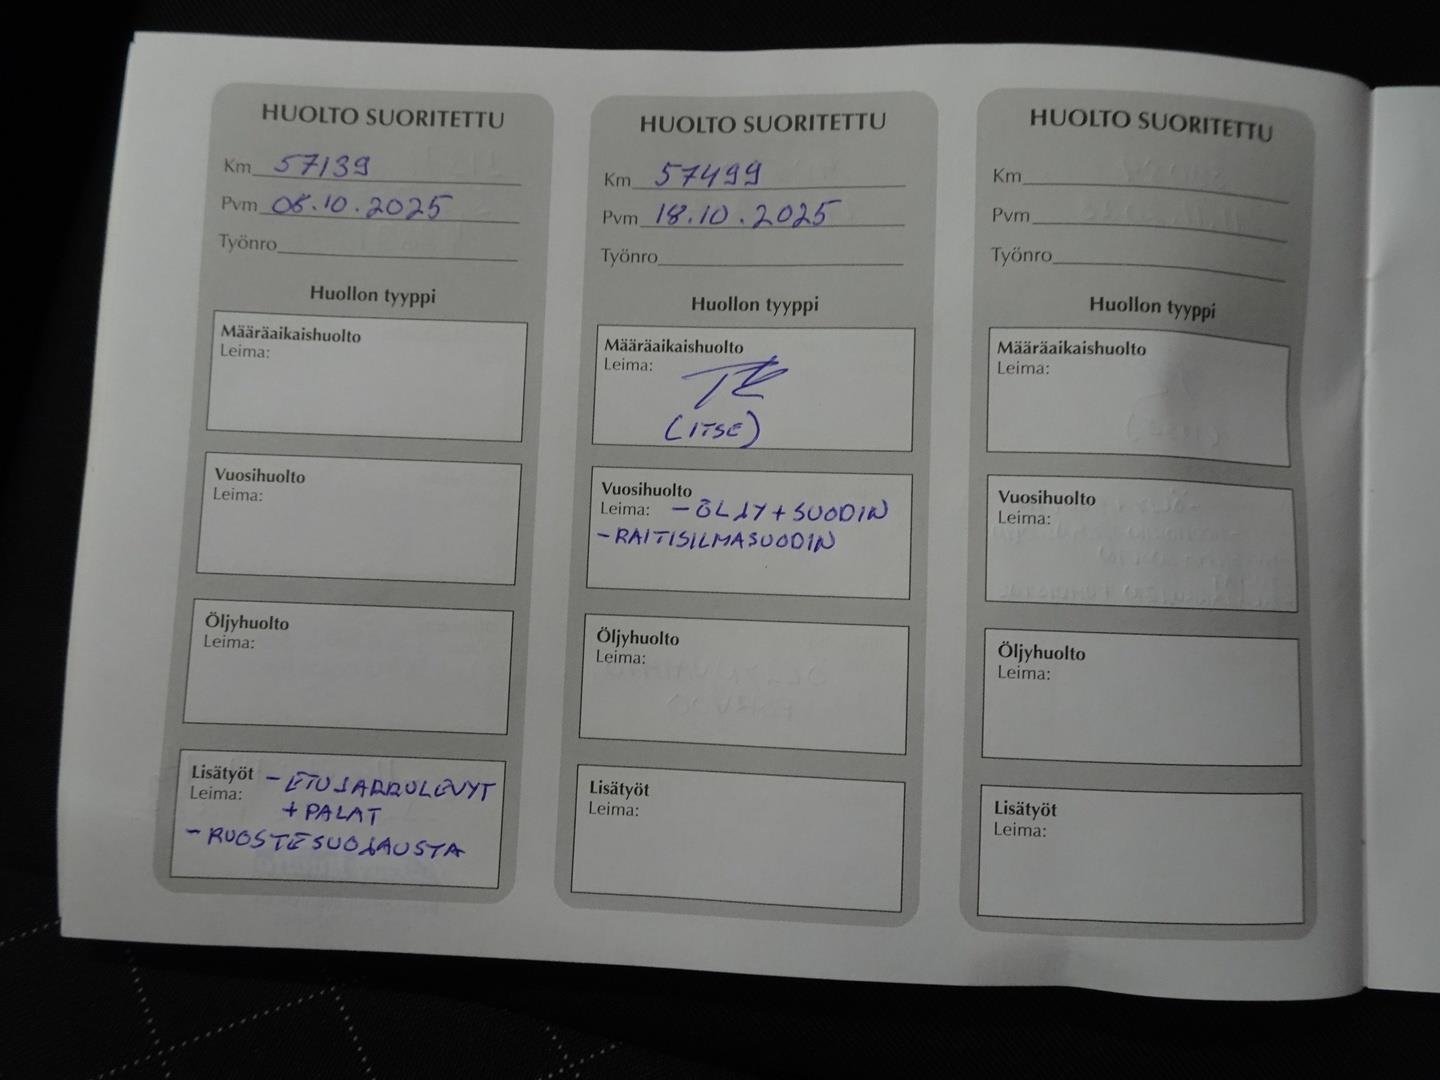 HUOLTO SUORITETTU
Km 57139
Pvm 08.10.2025
Työnro
Huollon tyyppi
Määräaikaishuolto
Leima:
Vuosihuolto
Leima:
Öljyhuolto
Leima:
Lisätyöt - ETUJARRULEVYT
Leima: + PALAT
- RUOSTESUOJAUSTA
HUOLTO SUORITETTU
Km 57499
Pvm 18.10.2025
Työnro
Huollon tyyppi
Määräaikaishuolto
Leima:
(ITSE)
Vuosihuolto
Leima: - ÖLJY + SUODIN
- RAITISILMASUODIN
Öljyhuolto
Leima:
Lisätyöt
Leima:
HUOLTO SUORITETTU
Km
Pvm
Työnro
Huollon tyyppi
Määräaikaishuolto
Leima:
Vuosihuolto
Leima:
Öljyhuolto
Leima:
Lisätyöt
Leima: